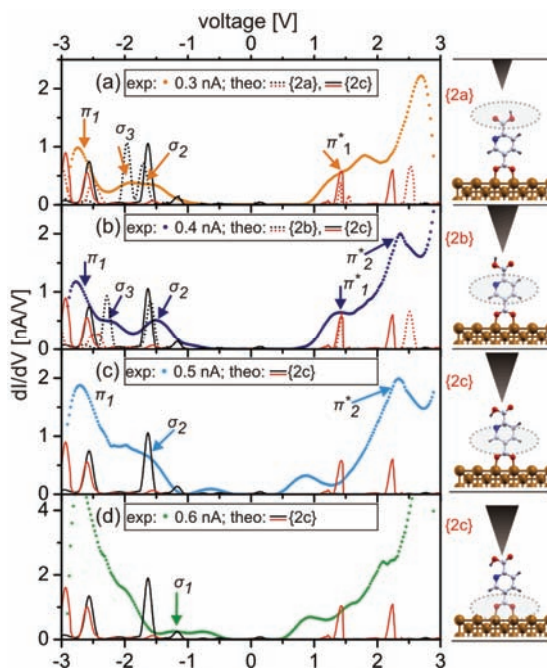 voltage [V]
-3 -2 -1 0 1 2 3
(a) exp: 0.3 nA; theo: {2a}, {2c}
π1 σ3 σ2 π*1
2
1
0
{2a}
(b) exp: 0.4 nA; theo: {2b}, {2c}
π1 σ3 σ2 π*2 π*1
2
1
0
{2b}
dI/dV [nA/V]
(c) exp: 0.5 nA; theo: {2c}
π1 σ2 π*2
2
1
0
{2c}
(d) exp: 0.6 nA; theo: {2c}
σ1
4
2
0
{2c}
-3 -2 -1 0 1 2 3